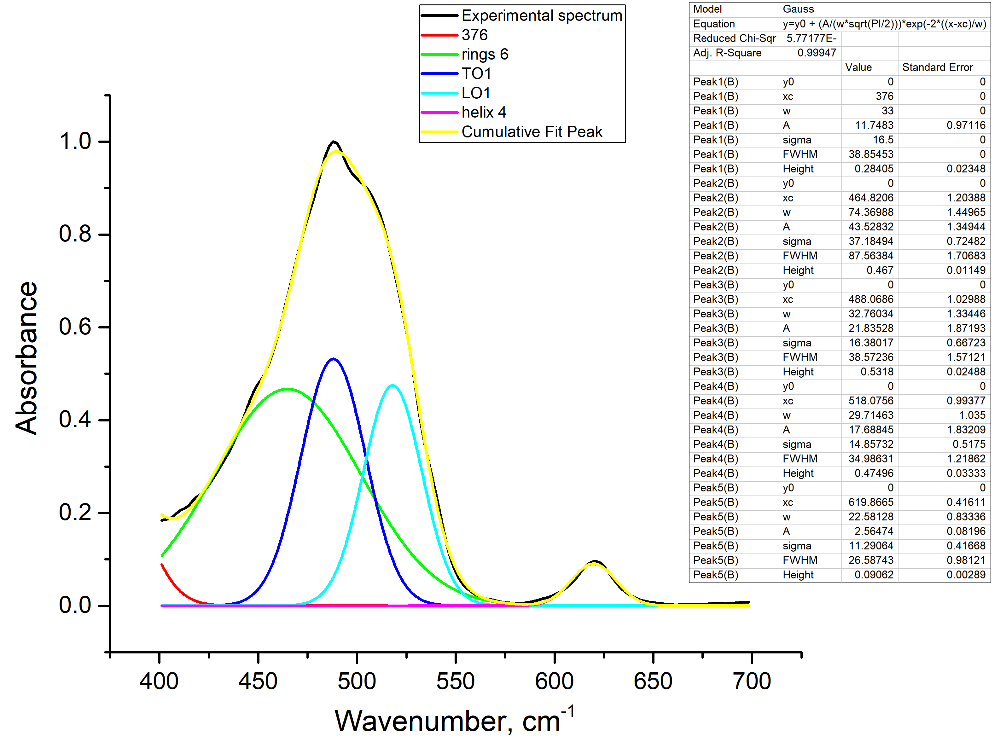 Experimental spectrum
376
rings 6
TO1
LO1
helix 4
Cumulative Fit Peak
Model Gauss
Equation y=y0 + (A/(w*sqrt(PI/2)))*exp(-2*((x-xc)/w)
Reduced Chi-Sqr 5.77177E-
Adj. R-Square 0.99947
Value Standard Error
Peak1(B) y0 0 0
Peak1(B) xc 376 0
Peak1(B) w 33 0
Peak1(B) A 11.7483 0.97116
Peak1(B) sigma 16.5 0
Peak1(B) FWHM 38.85453 0
Peak1(B) Height 0.28405 0.02348
Peak2(B) y0 0 0
Peak2(B) xc 464.8206 1.20388
Peak2(B) w 74.36988 1.44965
Peak2(B) A 43.52832 1.34944
Peak2(B) sigma 37.18494 0.72482
Peak2(B) FWHM 87.56384 1.70683
Peak2(B) Height 0.467 0.01149
Peak3(B) y0 0 0
Peak3(B) xc 488.0686 1.02988
Peak3(B) w 32.76034 1.33446
Peak3(B) A 21.83528 1.87193
Peak3(B) sigma 16.38017 0.66723
Peak3(B) FWHM 38.57236 1.57121
Peak3(B) Height 0.5318 0.02488
Peak4(B) y0 0 0
Peak4(B) xc 518.0756 0.99377
Peak4(B) w 29.71463 1.035
Peak4(B) A 17.68845 1.83209
Peak4(B) sigma 14.85732 0.5175
Peak4(B) FWHM 34.98631 1.21862
Peak4(B) Height 0.47496 0.03333
Peak5(B) y0 0 0
Peak5(B) xc 619.8665 0.41611
Peak5(B) w 22.58128 0.83336
Peak5(B) A 2.56474 0.08196
Peak5(B) sigma 11.29064 0.41668
Peak5(B) FWHM 26.58743 0.98121
Peak5(B) Height 0.09062 0.00289
Absorbance
1.0
0.8
0.6
0.4
0.2
0.0
400 450 500 550 600 650 700
Wavenumber, cm⁻¹